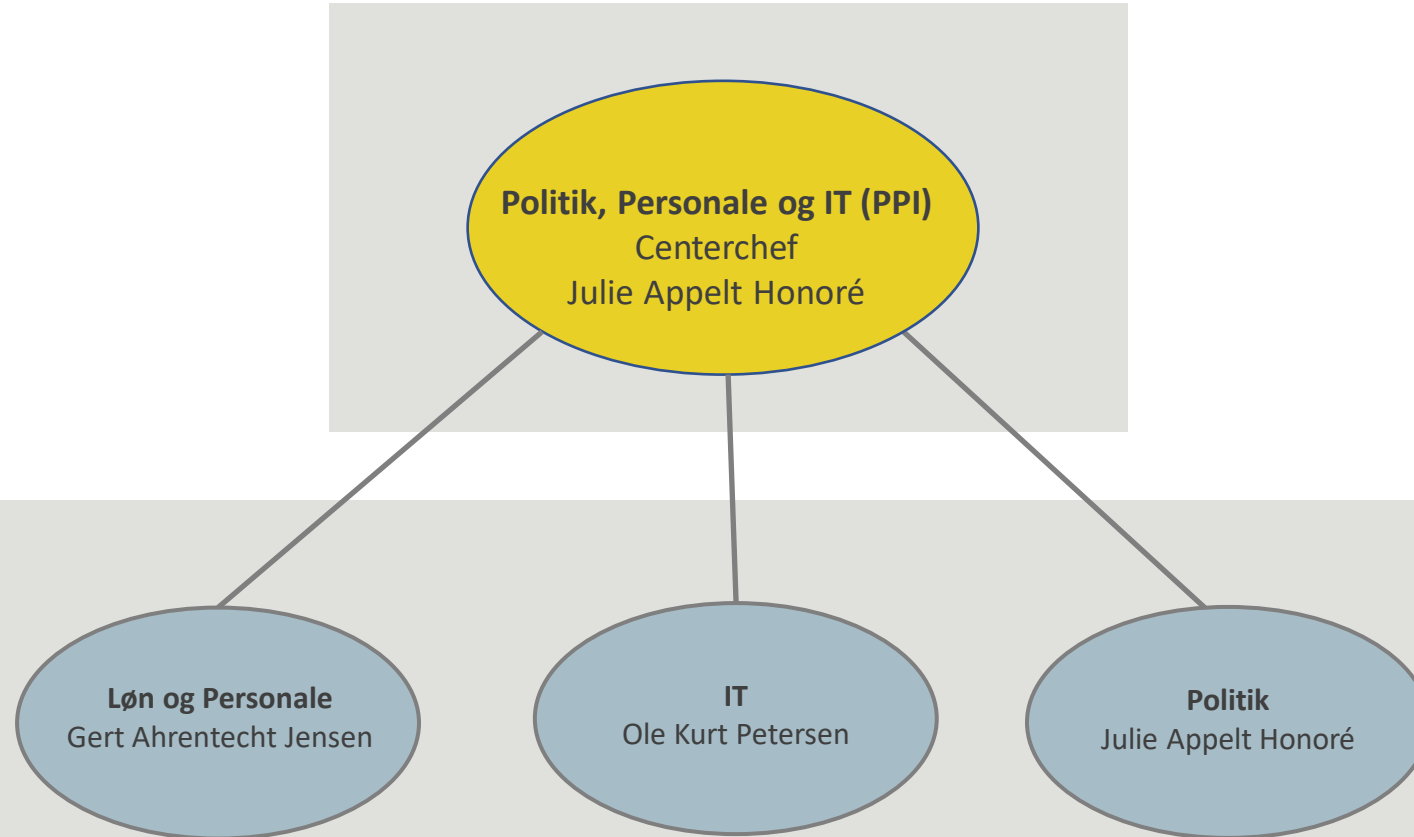 Politik, Personale og IT (PPI)
Centerchef
Julie Appelt Honoré
Løn og Personale
Gert Ahrentecht Jensen
IT
Ole Kurt Petersen
Politik
Julie Appelt Honoré